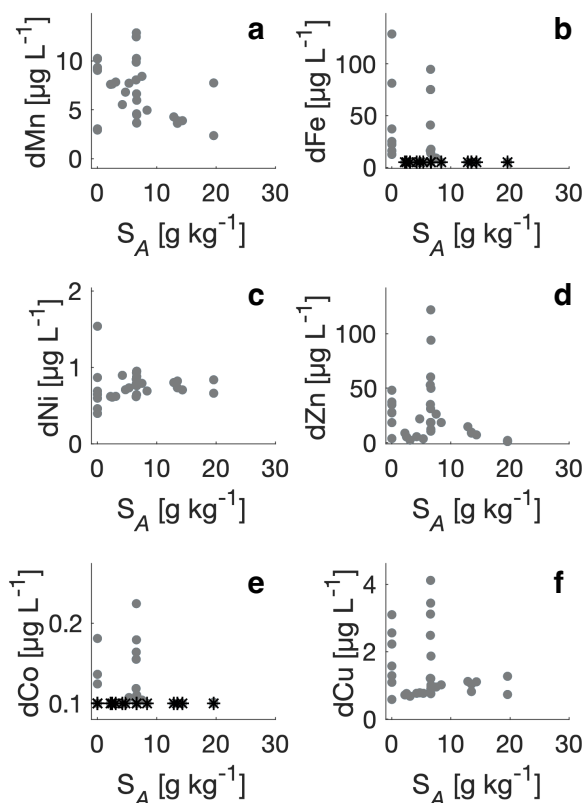 a
dMn [µg L⁻¹]
10
5
0
0 10 20 30
S_A [g kg⁻¹]
b
dFe [µg L⁻¹]
100
50
0
0 10 20 30
S_A [g kg⁻¹]
c
dNi [µg L⁻¹]
2
1
0
0 10 20 30
S_A [g kg⁻¹]
d
dZn [µg L⁻¹]
100
50
0
0 10 20 30
S_A [g kg⁻¹]
e
dCo [µg L⁻¹]
0.2
0.1
0 10 20 30
S_A [g kg⁻¹]
f
dCu [µg L⁻¹]
4
2
0
0 10 20 30
S_A [g kg⁻¹]